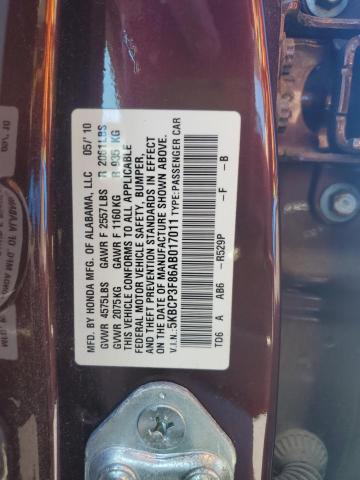 MFD. BY HONDA MFG. OF ALABAMA, LLC 05/'10
GVWR 4575LBS GAWR F 2557LBS R 2061LBS
GVWR 2075KG GAWR F 1160KG R 935KG
THIS VEHICLE CONFORMS TO ALL APPLICABLE
FEDERAL MOTOR VEHICLE SAFETY, BUMPER,
AND THEFT PREVENTION STANDARDS IN EFFECT
ON THE DATE OF MANUFACTURE SHOWN ABOVE.
V.I.N.:5KBCP3F86AB017011 TYPE:PASSENGER CAR
TD6 A AB6 -R529P -F -B